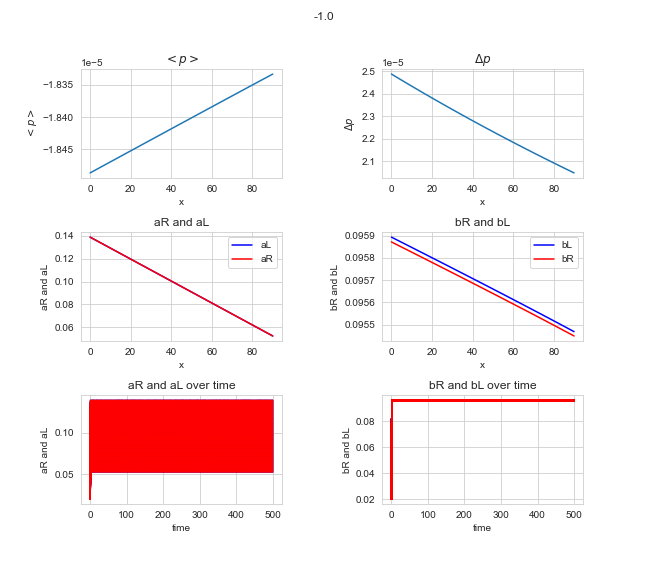 -1.0
< p >
1e−5
−1.835
−1.840
−1.845
< p >
0 20 40 60 80
x
Δp
1e−5
2.5
2.4
2.3
2.2
2.1
Δp
0 20 40 60 80
x
aR and aL
0.14
0.12
0.10
0.08
0.06
aR and aL
aL
aR
0 20 40 60 80
x
bR and bL
0.0959
0.0958
0.0957
0.0956
0.0955
bR and bL
bL
bR
0 20 40 60 80
x
aR and aL over time
0.10
0.05
aR and aL
0 100 200 300 400 500
time
bR and bL over time
0.08
0.06
0.04
0.02
bR and bL
0 100 200 300 400 500
time